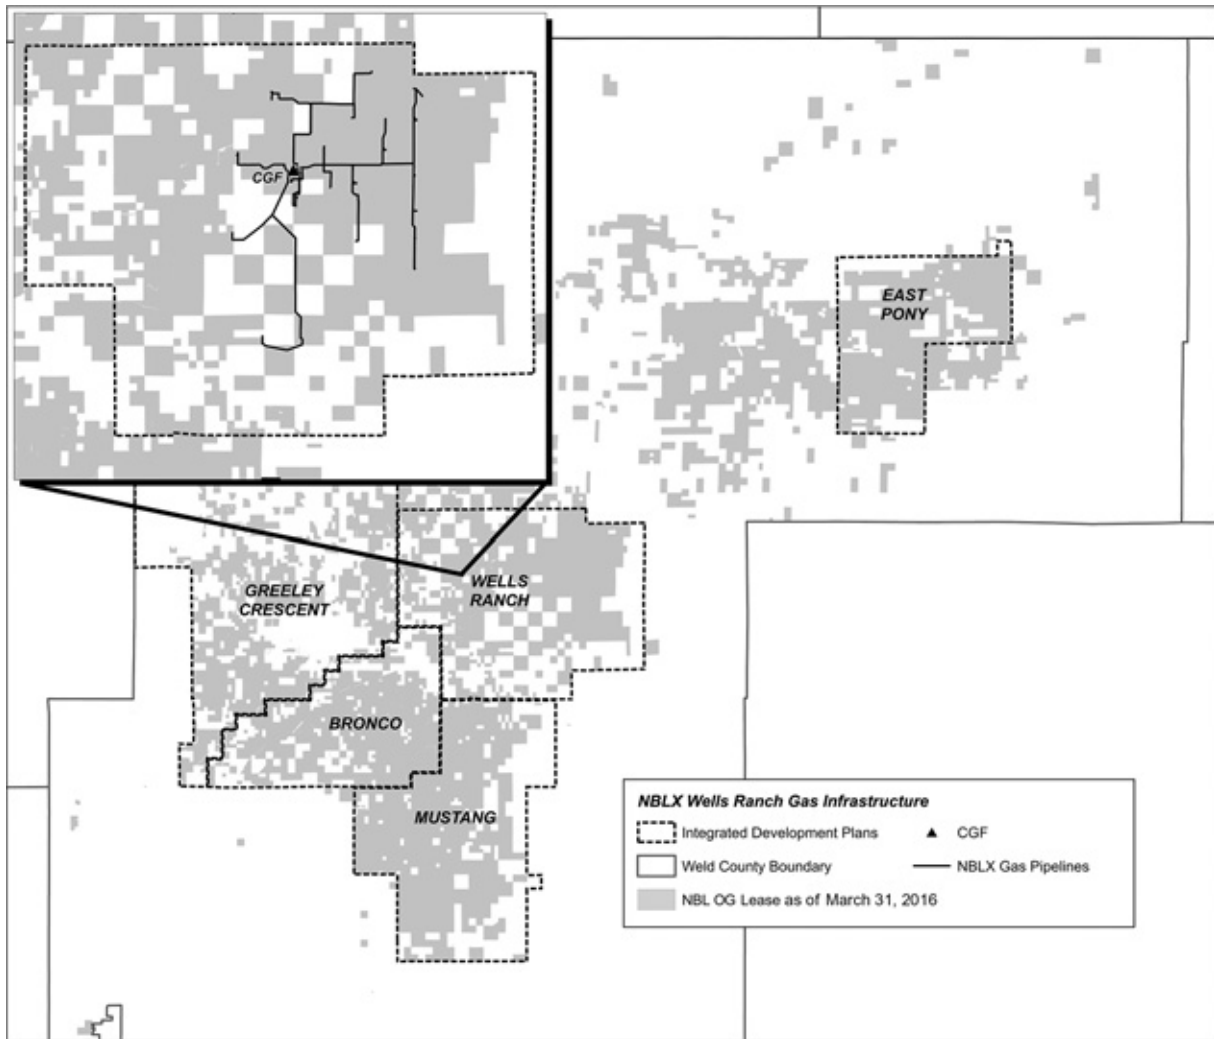 CGF
EAST
PONY
GREELEY
CRESCENT
WELLS
RANCH
BRONCO
MUSTANG
NBLX Wells Ranch Gas Infrastructure
Integrated Development Plans
CGF
Weld County Boundary
NBLX Gas Pipelines
NBL OG Lease as of March 31, 2016